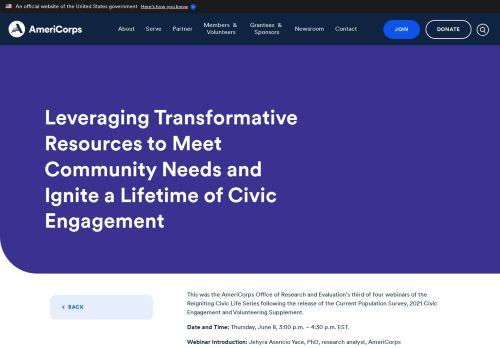 An official website of the United States government Here's how you know
AmeriCorps
About Serve Partner Members & Volunteers Grantees & Sponsors Newsroom Contact
JOIN DONATE
Leveraging Transformative
Resources to Meet
Community Needs and
Ignite a Lifetime of Civic
Engagement
< BACK
This was the AmeriCorps Office of Research and Evaluation's third of four webinars of the
Reigniting Civic Life Series following the release of the Current Population Survey, 2021 Civic
Engagement and Volunteering Supplement.
Date and Time: Thursday, June 8, 3:00 p.m. – 4:30 p.m. EST.
Webinar Introduction: Jehyra Asencio Yace, PhD, research analyst, AmeriCorps